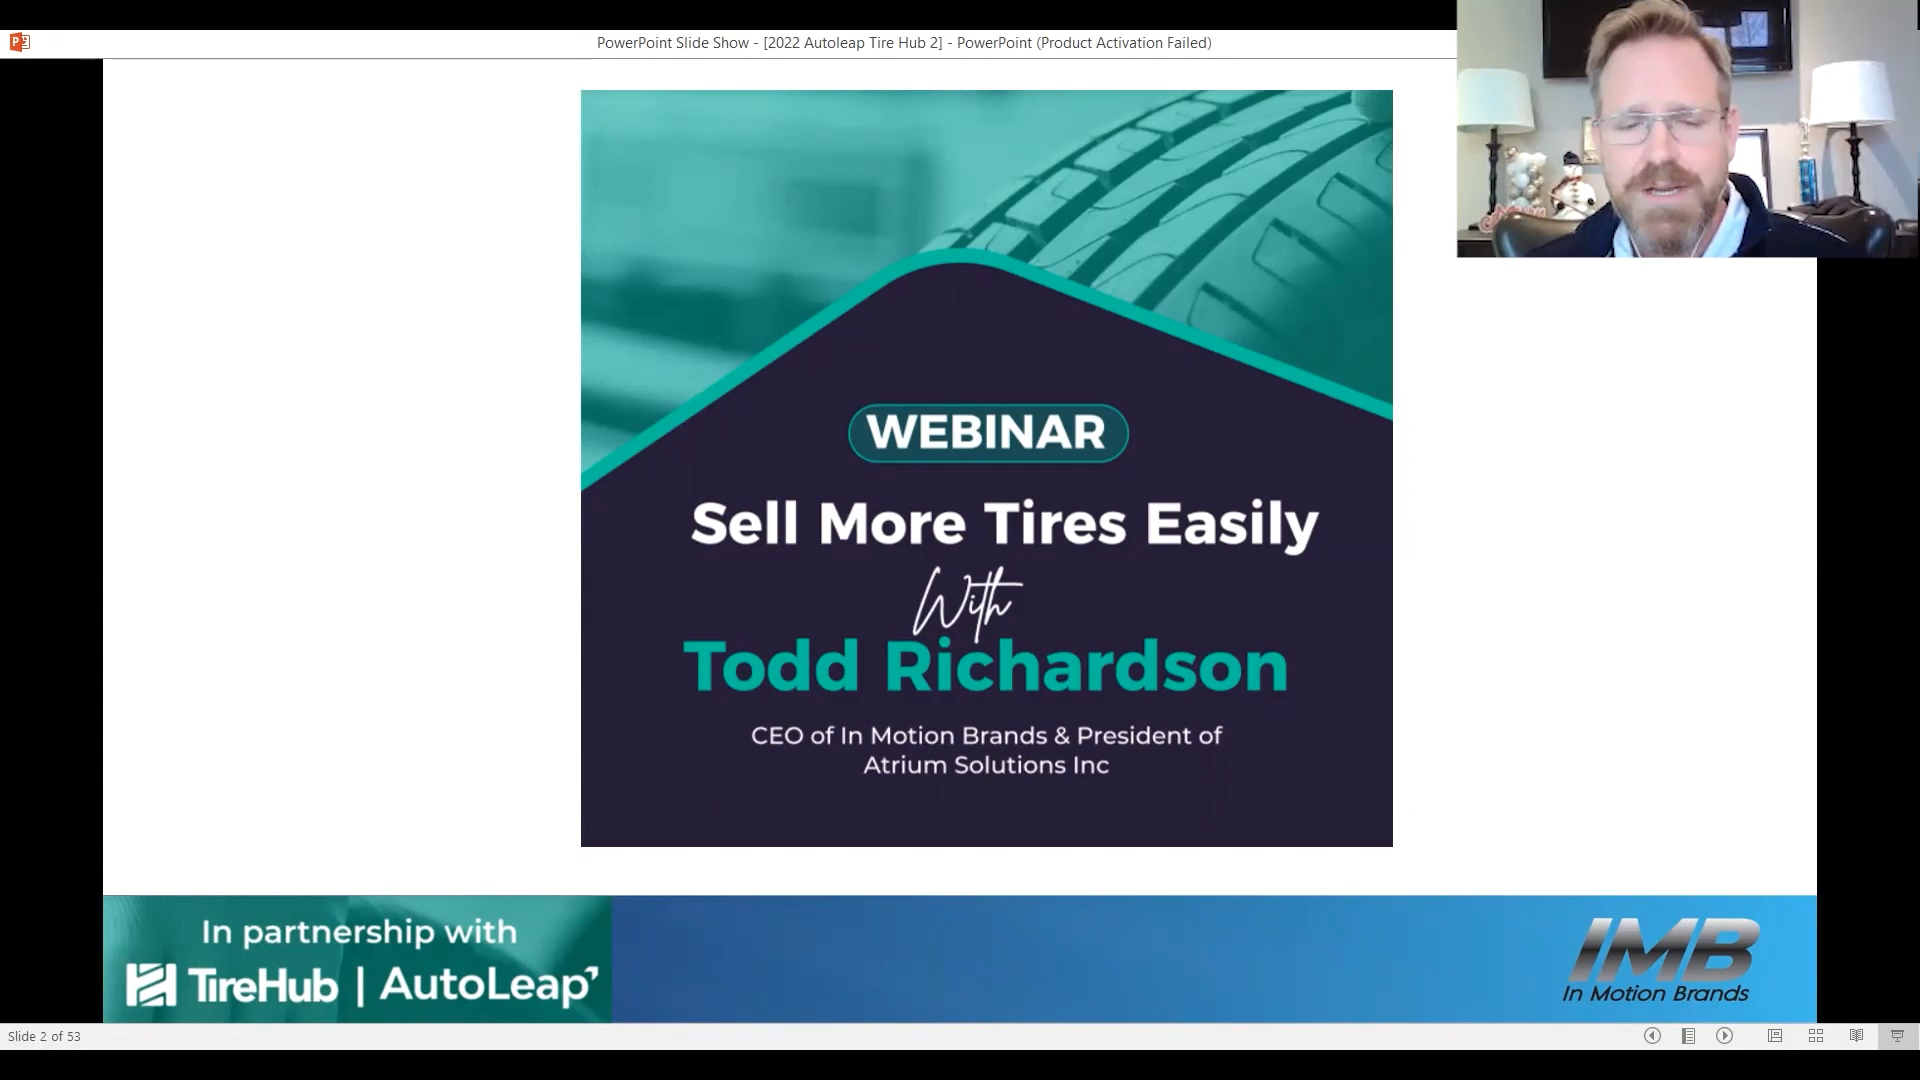 PowerPoint Slide Show - [2022 Autoleap Tire Hub 2] - PowerPoint (Product Activation Failed)
WEBINAR
Sell More Tires Easily
With
Todd Richardson
CEO of In Motion Brands & President of
Atrium Solutions Inc
In partnership with
TireHub | AutoLeap
IMB
In Motion Brands
Slide 2 of 53